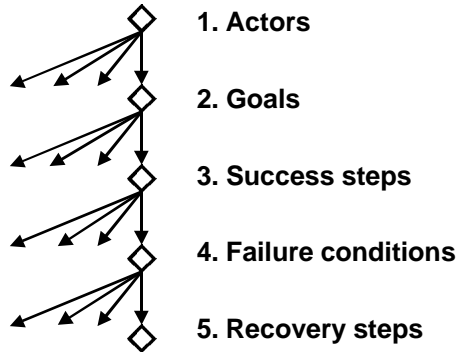 1. Actors
2. Goals
3. Success steps
4. Failure conditions
5. Recovery steps